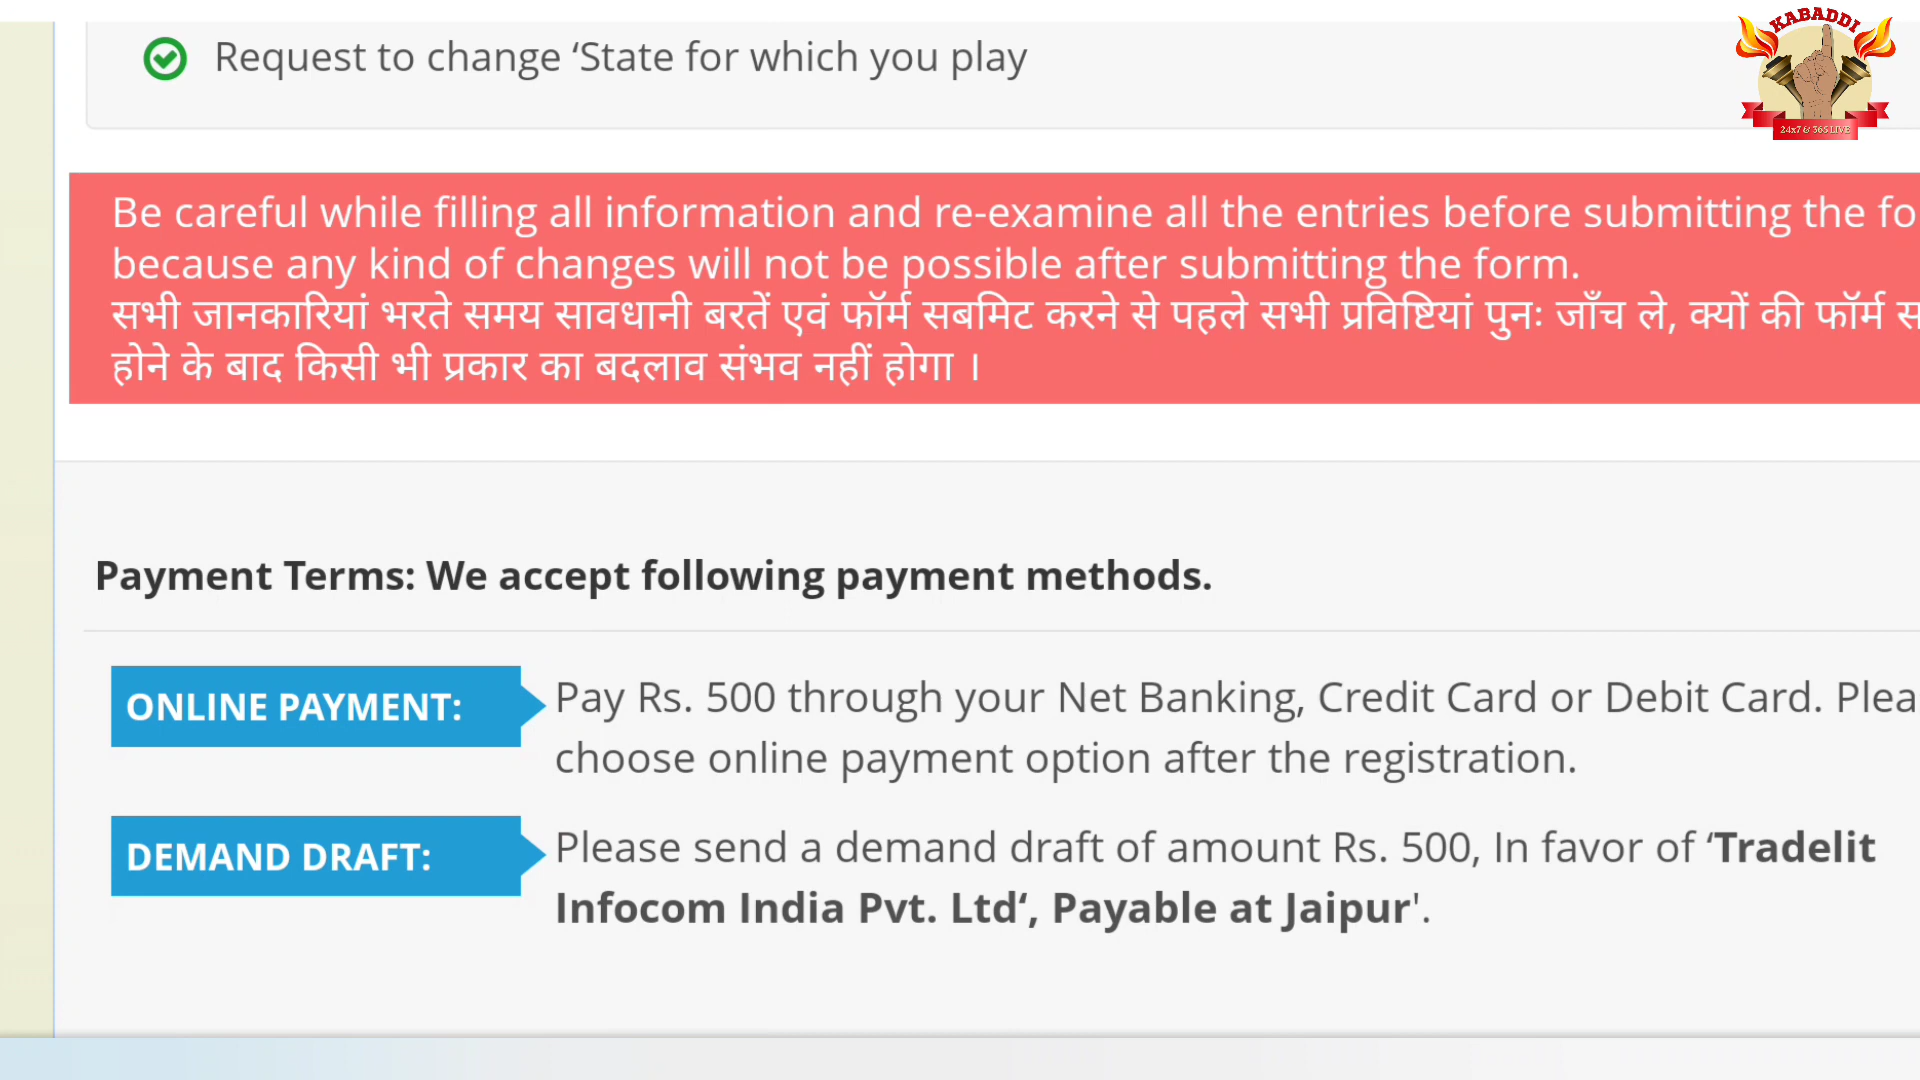 KABADDI
24x7 & 365 LIVE
Request to change ‘State for which you play
Be careful while filling all information and re-examine all the entries before submitting the fo
because any kind of changes will not be possible after submitting the form.
सभी जानकारियां भरते समय सावधानी बरतें एवं फॉर्म सबमिट करने से पहले सभी प्रविष्टियां पुनः जाँच ले, क्यों की फॉर्म स
होने के बाद किसी भी प्रकार का बदलाव संभव नहीं होगा ।
Payment Terms: We accept following payment methods.
ONLINE PAYMENT:
Pay Rs. 500 through your Net Banking, Credit Card or Debit Card. Plea
choose online payment option after the registration.
DEMAND DRAFT:
Please send a demand draft of amount Rs. 500, In favor of ‘Tradelit
Infocom India Pvt. Ltd‘, Payable at Jaipur'.